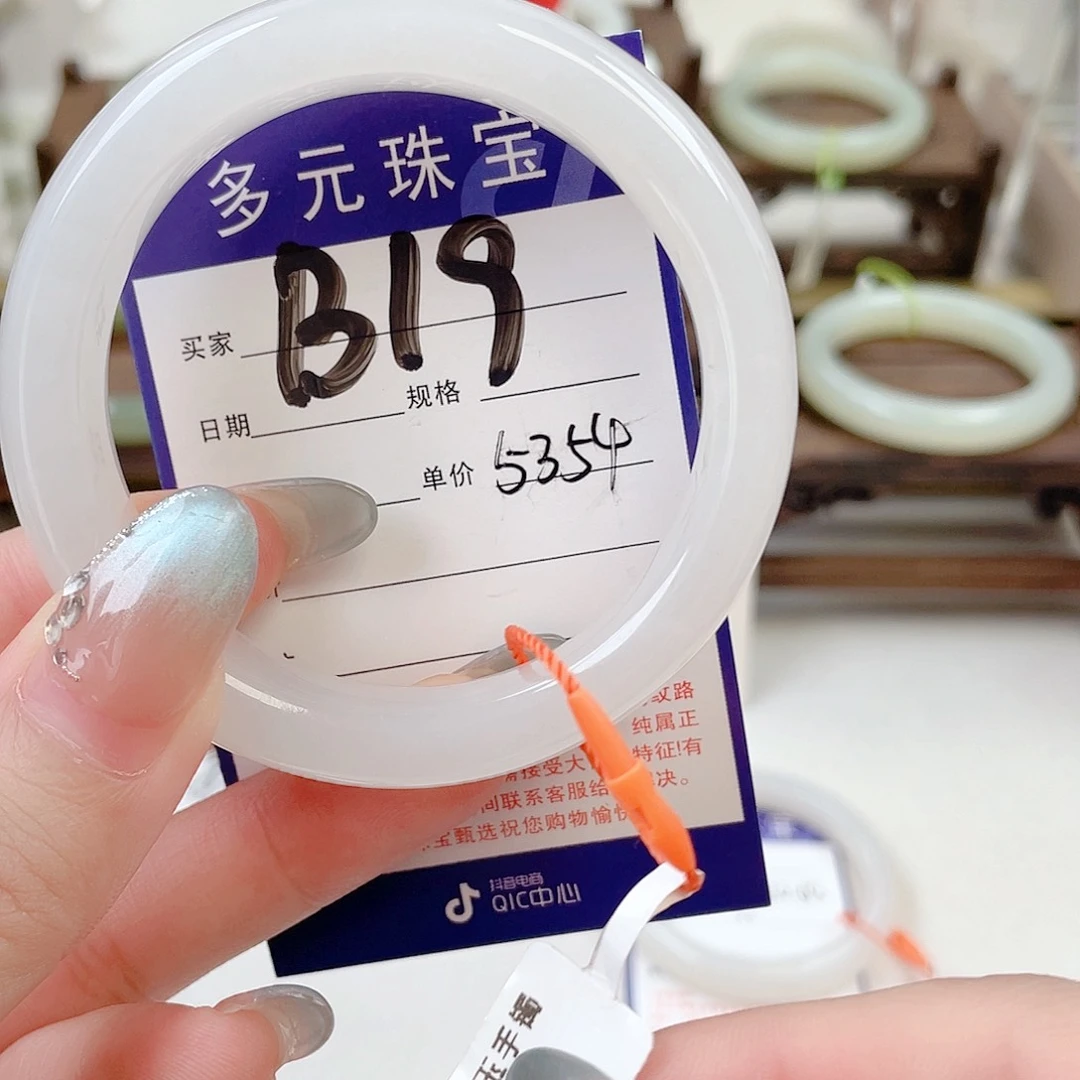 多元珠宝
B19
买家
规格
日期
单价 5354
纹路
纯属正
特征!有
接受大
间联系客服给 决。
宝甄选祝您购物愉快
抖音电商
QIC中心
手镯